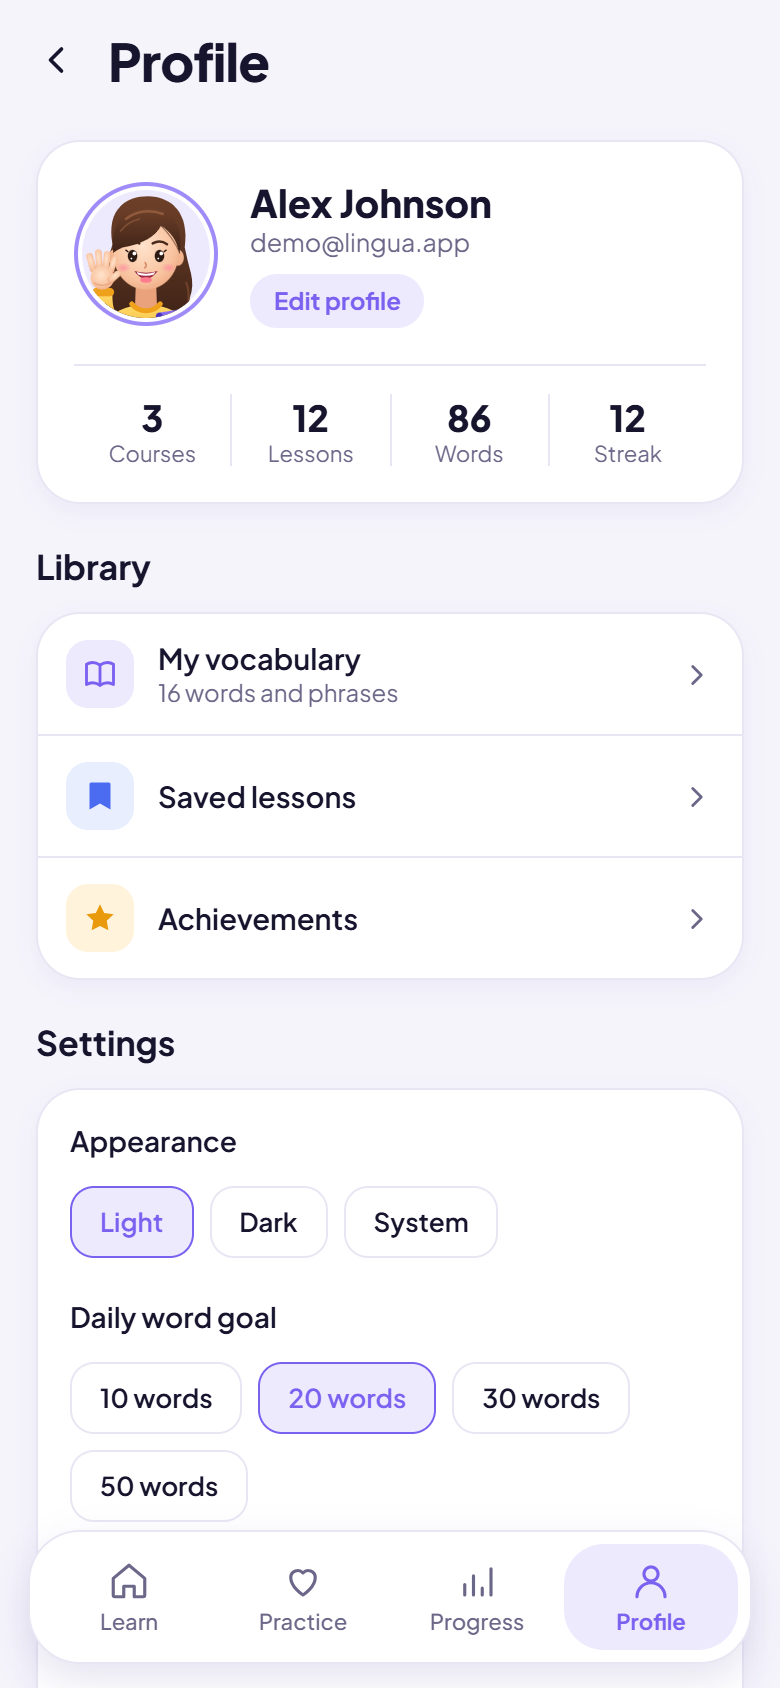 Profile
Alex Johnson
demo@lingua.app
Edit profile
3 12 86 12
Courses Lessons Words Streak
Library
My vocabulary
16 words and phrases
Saved lessons
Achievements
Settings
Appearance
Light Dark System
Daily word goal
10 words 20 words 30 words
50 words
Learn Practice Progress Profile